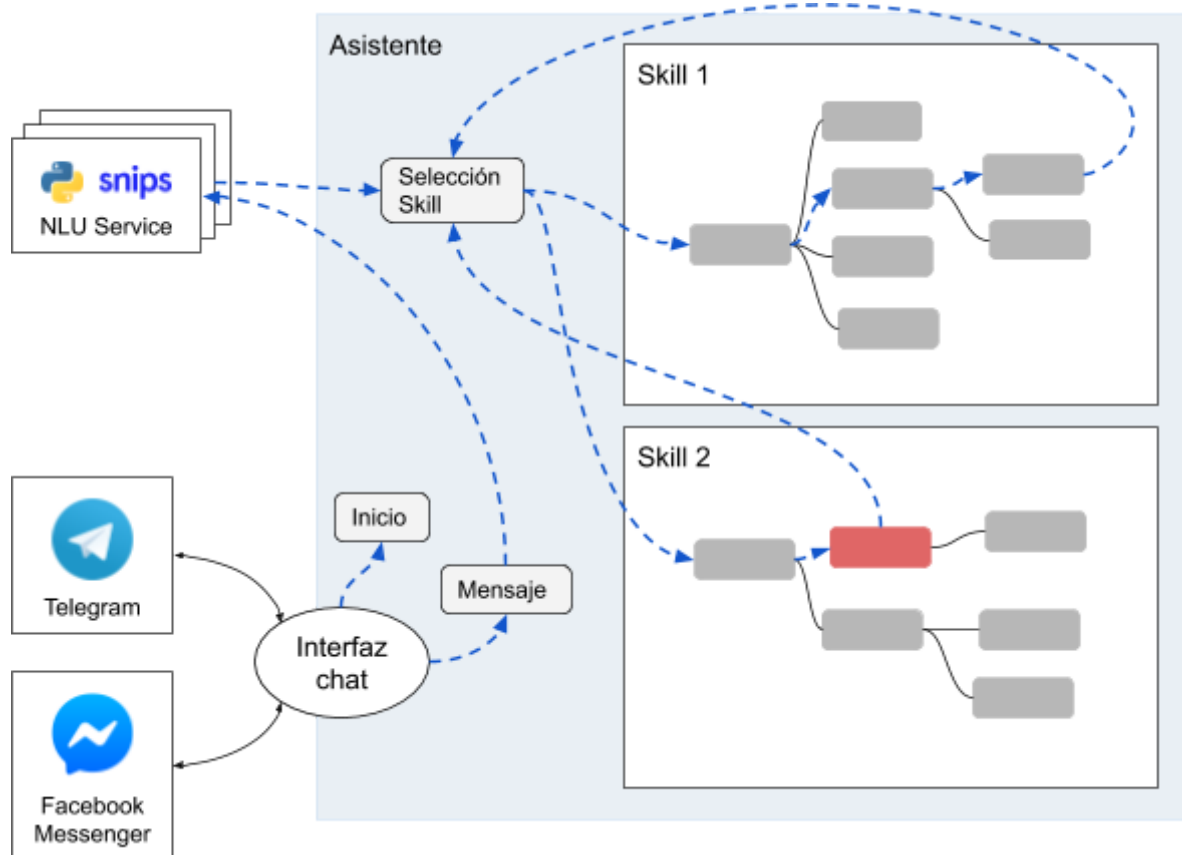 Asistente
Skill 1
snips
NLU Service
Selección
Skill
Skill 2
Inicio
Mensaje
Telegram
Interfaz
chat
Facebook
Messenger